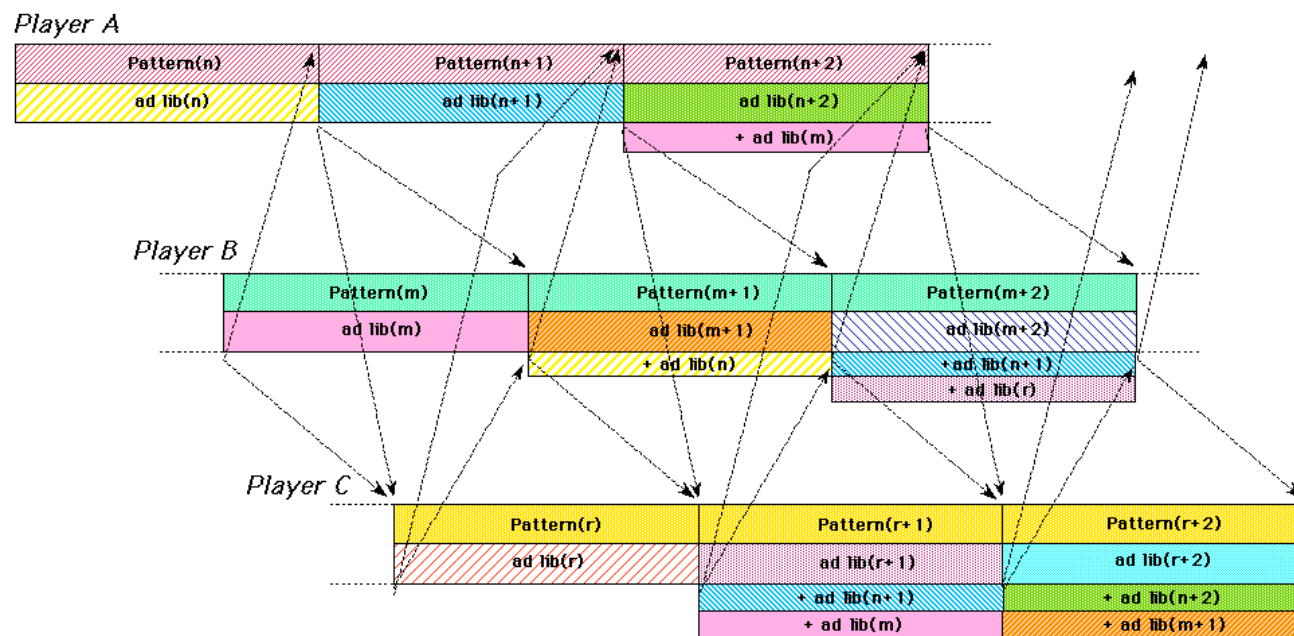 Player A
Pattern(n) Pattern(n+1) Pattern(n+2)
ad lib(n) ad lib(n+1) ad lib(n+2)
+ ad lib(m)
Player B
Pattern(m) Pattern(m+1) Pattern(m+2)
ad lib(m) ad lib(m+1) ad lib(m+2)
+ ad lib(n) +ad lib(n+1)
+ ad lib(r)
Player C
Pattern(r) Pattern(r+1) Pattern(r+2)
ad lib(r) ad lib(r+1) ad lib(r+2)
+ ad lib(n+1) + ad lib(n+2)
+ ad lib(m) + ad lib(m+1)